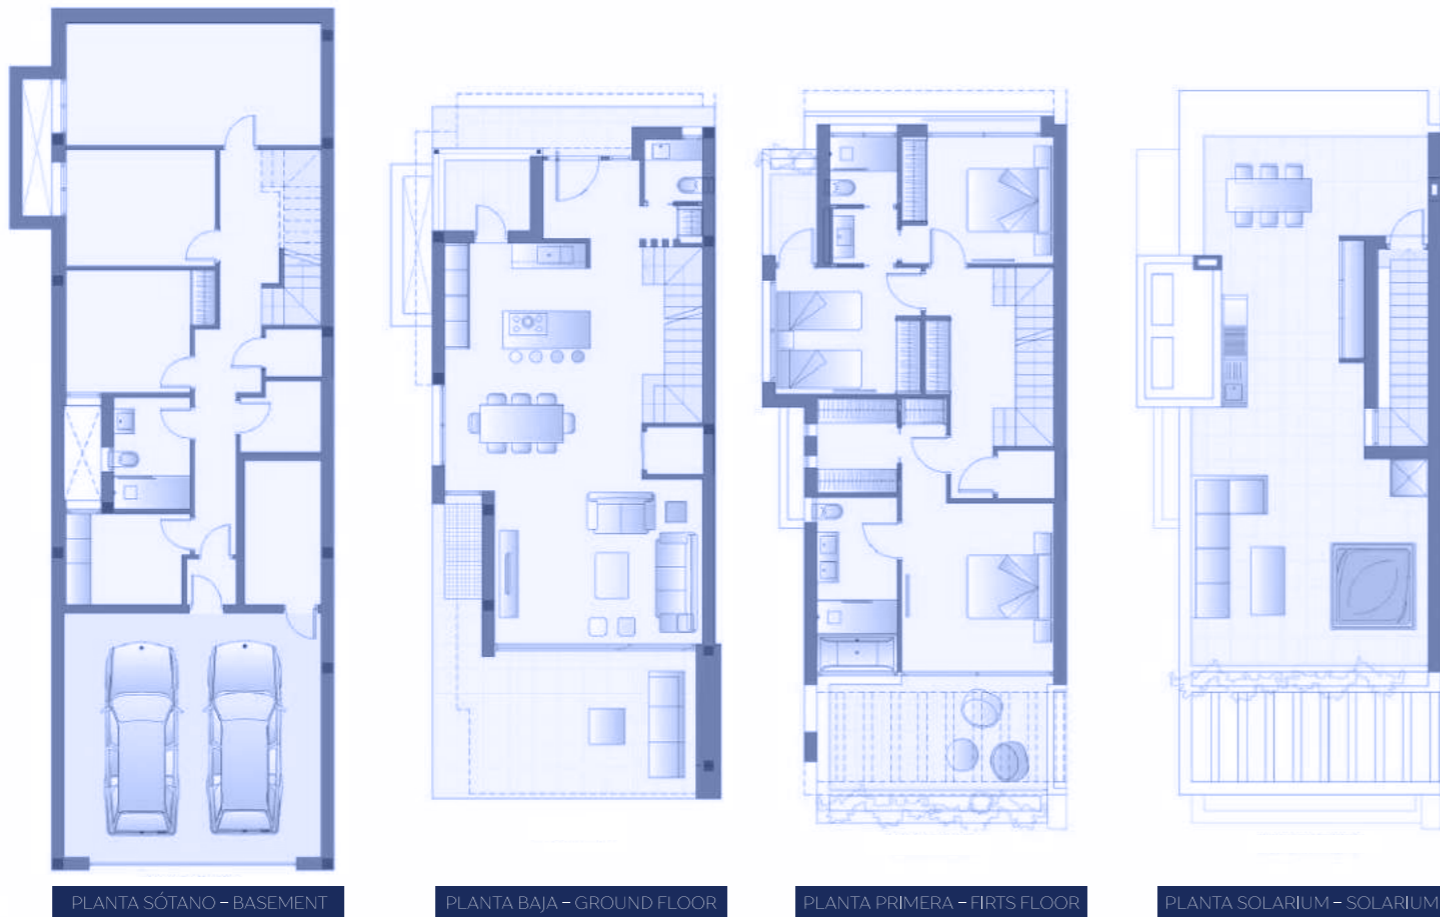 PLANTA SÓTANO – BASEMENT
PLANTA BAJA – GROUND FLOOR
PLANTA PRIMERA – FIRTS FLOOR
PLANTA SOLARIUM – SOLARIUM